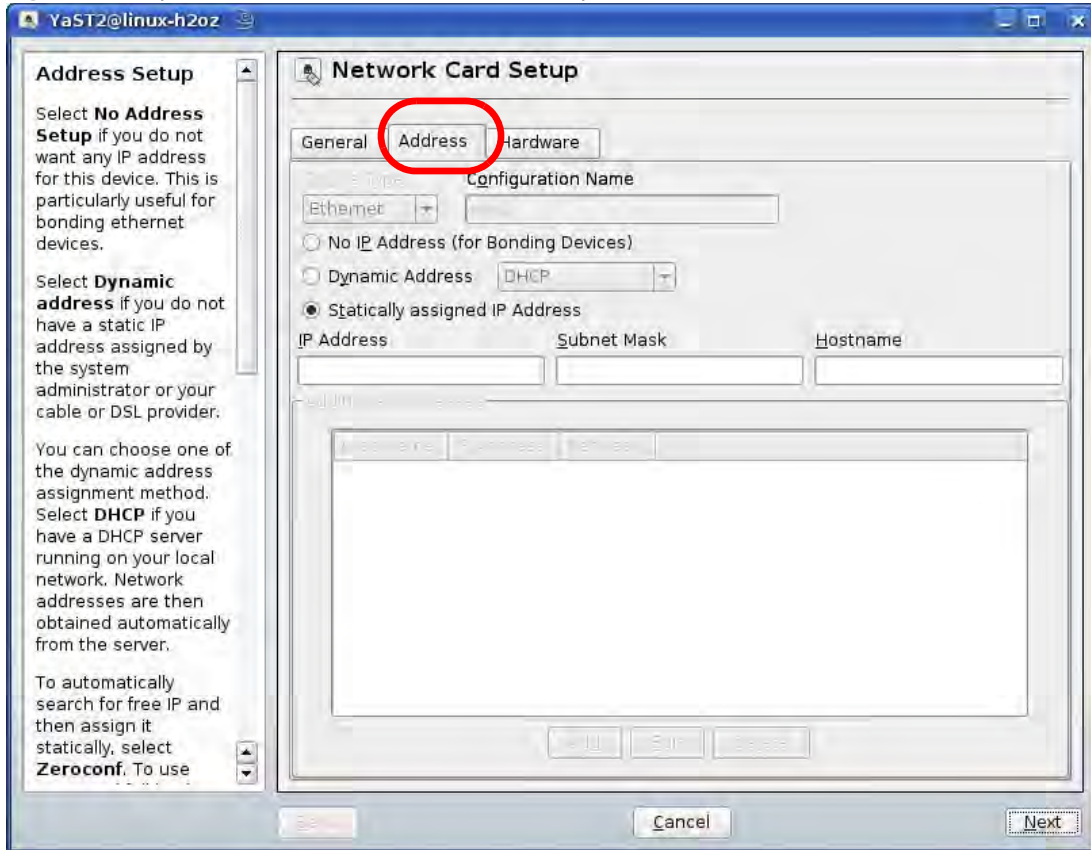 YaST2@linux-h2oz
Address Setup
Select No Address
Setup if you do not
want any IP address
for this device. This is
particularly useful for
bonding ethernet
devices.
Select Dynamic
address if you do not
have a static IP
address assigned by
the system
administrator or your
cable or DSL provider.
You can choose one of
the dynamic address
assignment method.
Select DHCP if you
have a DHCP server
running on your local
network. Network
addresses are then
obtained automatically
from the server.
To automatically
search for free IP and
then assign it
statically, select
Zeroconf. To use
Network Card Setup
General Address Hardware
Configuration Name
Ethernet
No IP Address (for Bonding Devices)
Dynamic Address DHCP
Statically assigned IP Address
IP Address Subnet Mask Hostname
Cancel Next